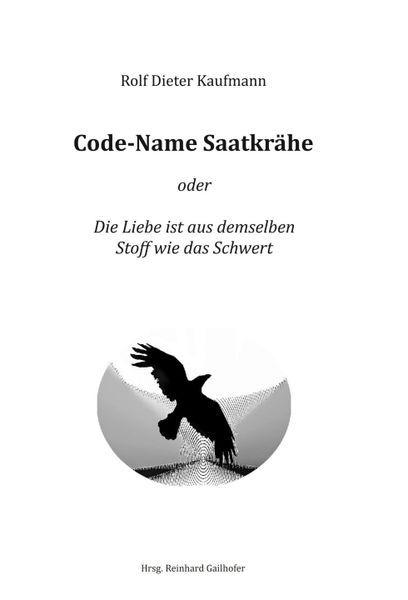 Rolf Dieter Kaufmann
Code-Name Saatkrähe
oder
Die Liebe ist aus demselben
Stoff wie das Schwert
Hrsg. Reinhard Gailhofer